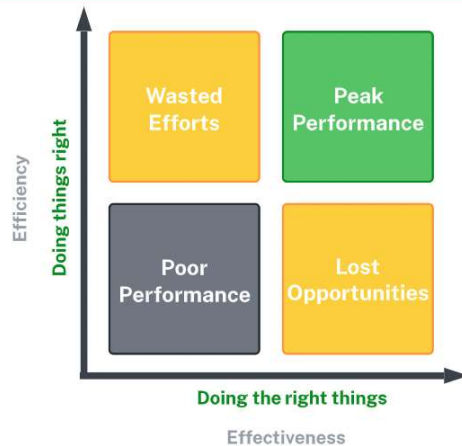 Efficiency
Doing things right
Wasted
Efforts
Peak
Performance
Poor
Performance
Lost
Opportunities
Doing the right things
Effectiveness